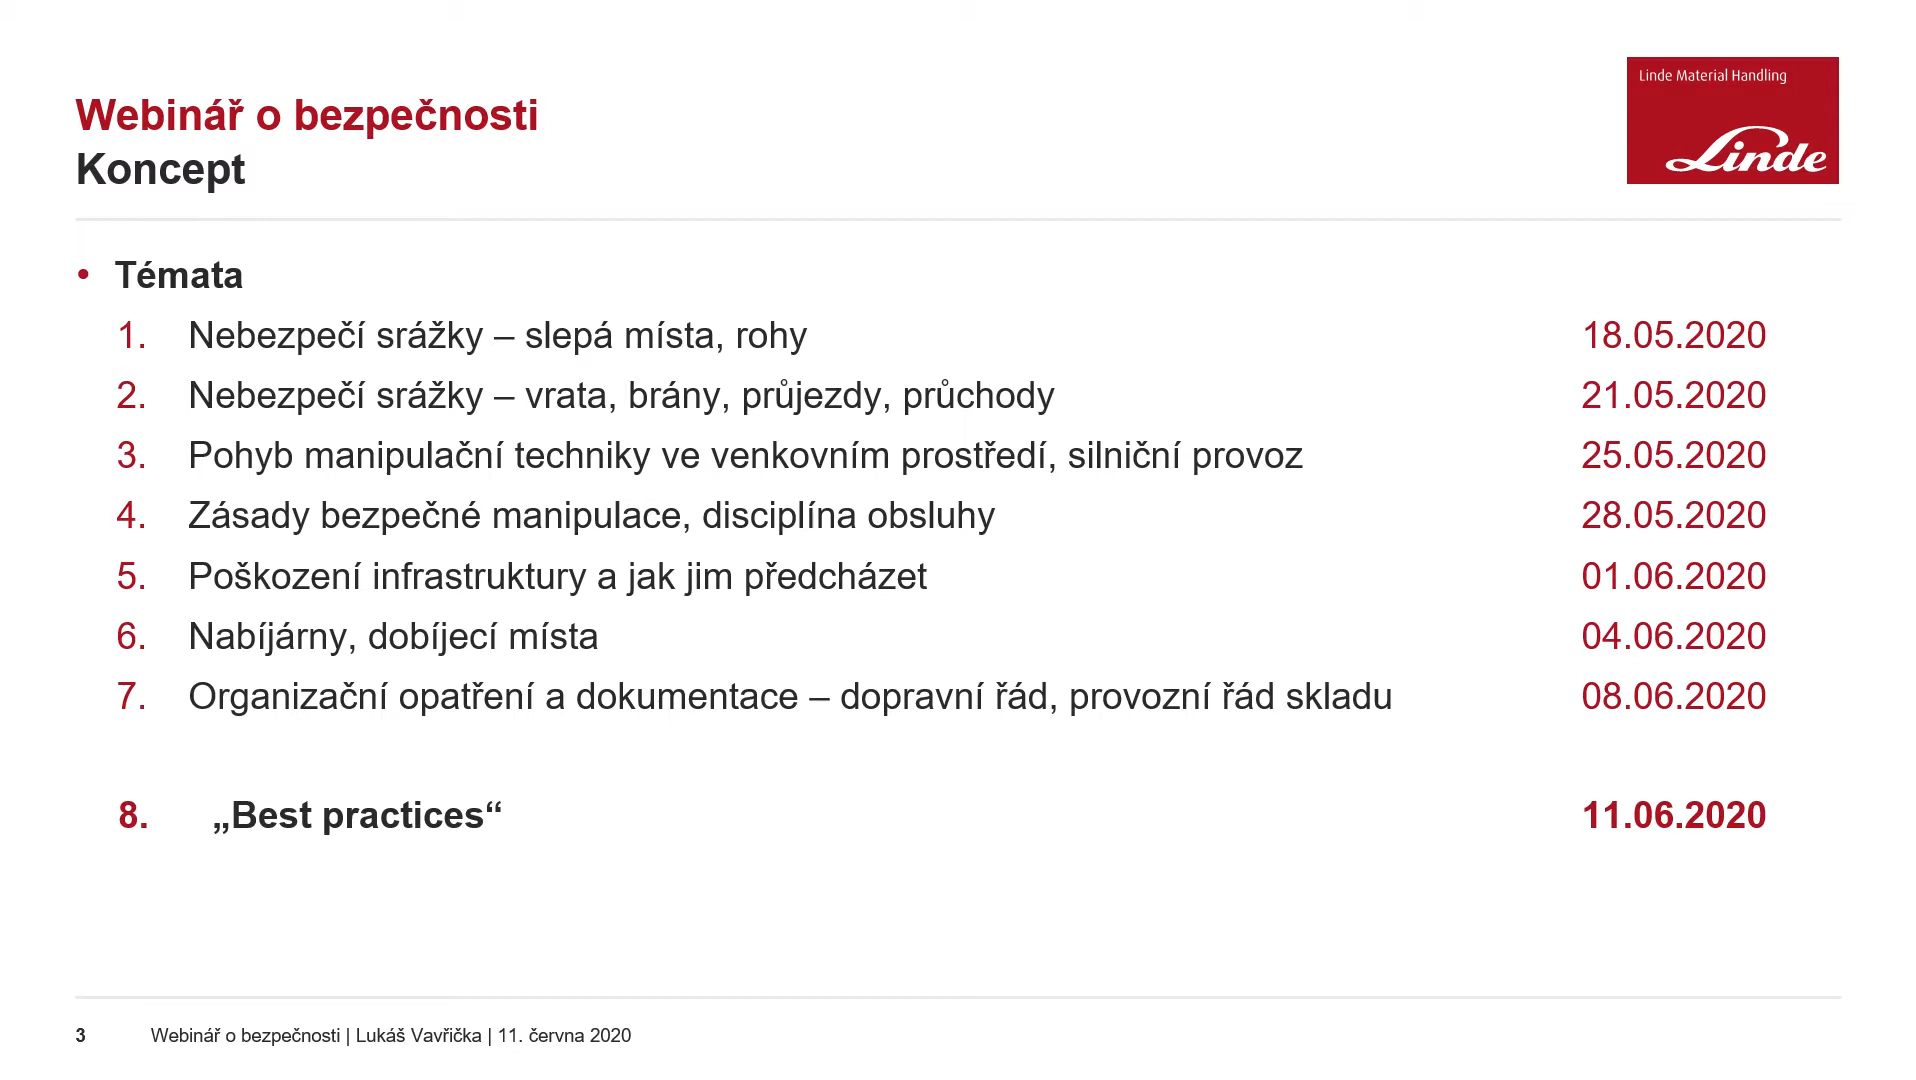 Linde Material Handling
Linde
Webinář o bezpečnosti
Koncept
• Témata
1. Nebezpečí srážky – slepá místa, rohy 18.05.2020
2. Nebezpečí srážky – vrata, brány, průjezdy, průchody 21.05.2020
3. Pohyb manipulační techniky ve venkovním prostředí, silniční provoz 25.05.2020
4. Zásady bezpečné manipulace, disciplína obsluhy 28.05.2020
5. Poškození infrastruktury a jak jim předcházet 01.06.2020
6. Nabíjárny, dobíjecí místa 04.06.2020
7. Organizační opatření a dokumentace – dopravní řád, provozní řád skladu 08.06.2020
8. „Best practices“ 11.06.2020
3 Webinář o bezpečnosti | Lukáš Vavřička | 11. června 2020